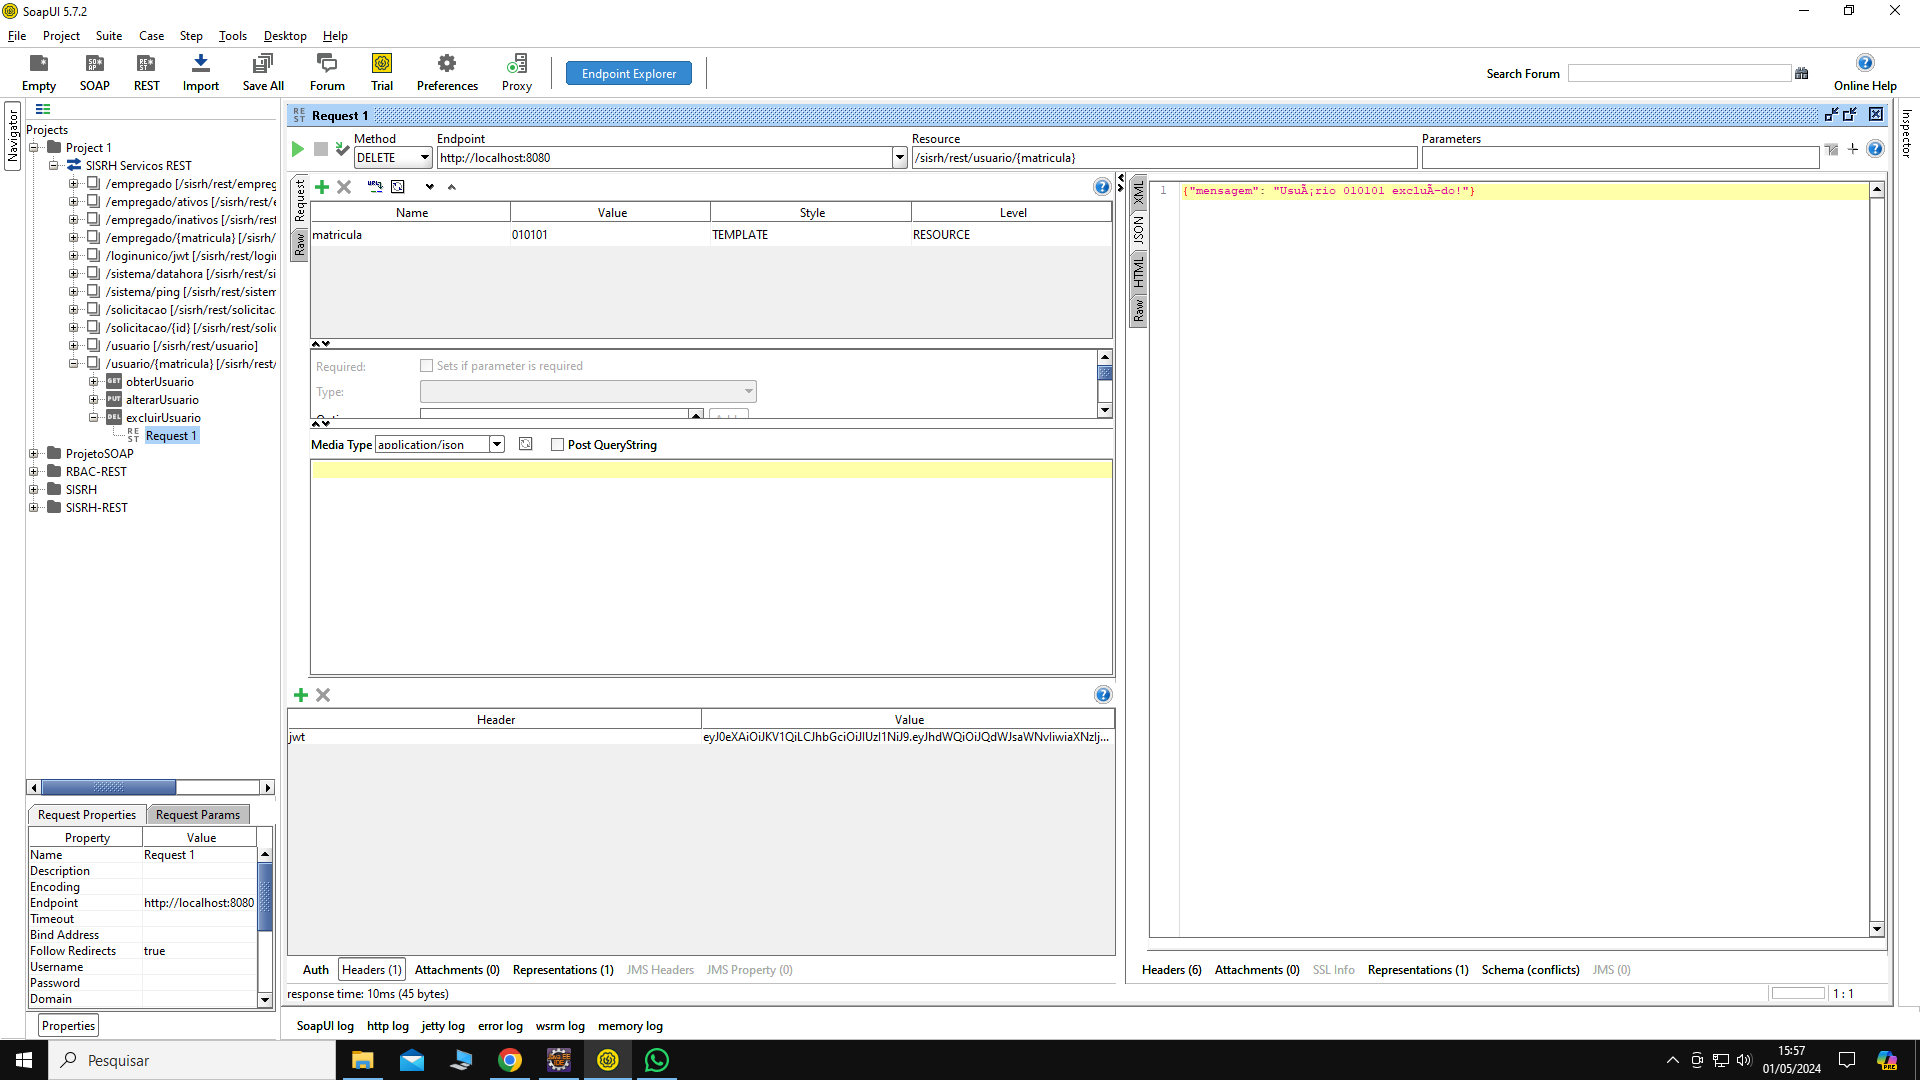 SoapUI 5.7.2
File Project Suite Case Step Tools Desktop Help
Empty SOAP REST Import Save All Forum Trial Preferences Proxy Endpoint Explorer Search Forum Online Help
Navigator
Inspector
Projects
Project 1
SISRH Servicos REST
/empregado [/sisrh/rest/empreg
/empregado/ativos [/sisrh/rest/e
/empregado/inativos [/sisrh/rest
/empregado/{matricula} [/sisrh/
/loginunico/jwt [/sisrh/rest/logi
/sistema/datahora [/sisrh/rest/si
/sistema/ping [/sisrh/rest/sistem
/solicitacao [/sisrh/rest/solicitac
/solicitacao/{id} [/sisrh/rest/solic
/usuario [/sisrh/rest/usuario]
/usuario/{matricula} [/sisrh/rest/
GET obterUsuario
PUT alterarUsuario
DEL excluirUsuario
REST Request 1
ProjetoSOAP
RBAC-REST
SISRH
SISRH-REST
Request Properties Request Params
Property Value
Name Request 1
Description
Encoding
Endpoint http://localhost:8080
Timeout
Bind Address
Follow Redirects true
Username
Password
Domain
Properties
REST Request 1
Method Endpoint Resource Parameters
DELETE http://localhost:8080 /sisrh/rest/usuario/{matricula}
Request
Raw
Name Value Style Level
matricula 010101 TEMPLATE RESOURCE
Required: Sets if parameter is required
Type:
Media Type application/json Post QueryString
Header Value
jwt eyJ0eXAiOiJKV1QiLCJhbGciOiJIUzI1NiJ9.eyJhdWQiOiJQdWJsaWNvIiwiaXNzIj...
Auth Headers (1) Attachments (0) Representations (1) JMS Headers JMS Property (0)
response time: 10ms (45 bytes)
XML
JSON
HTML
Raw
1 {"mensagem": "UsuÃ¡rio 010101 excluÃ-do!"}
Headers (6) Attachments (0) SSL Info Representations (1) Schema (conflicts) JMS (0)
1 : 1
SoapUI log http log jetty log error log wsrm log memory log
Pesquisar
15:57
01/05/2024